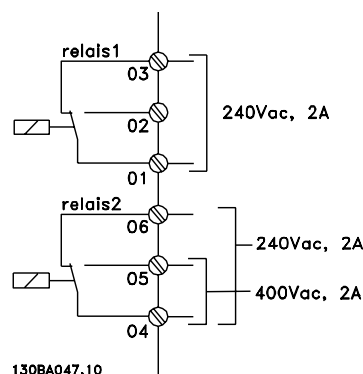 relais1
03
02
240Vac, 2A
01
relais2
06
240Vac, 2A
05
400Vac, 2A
04
130BA047.10